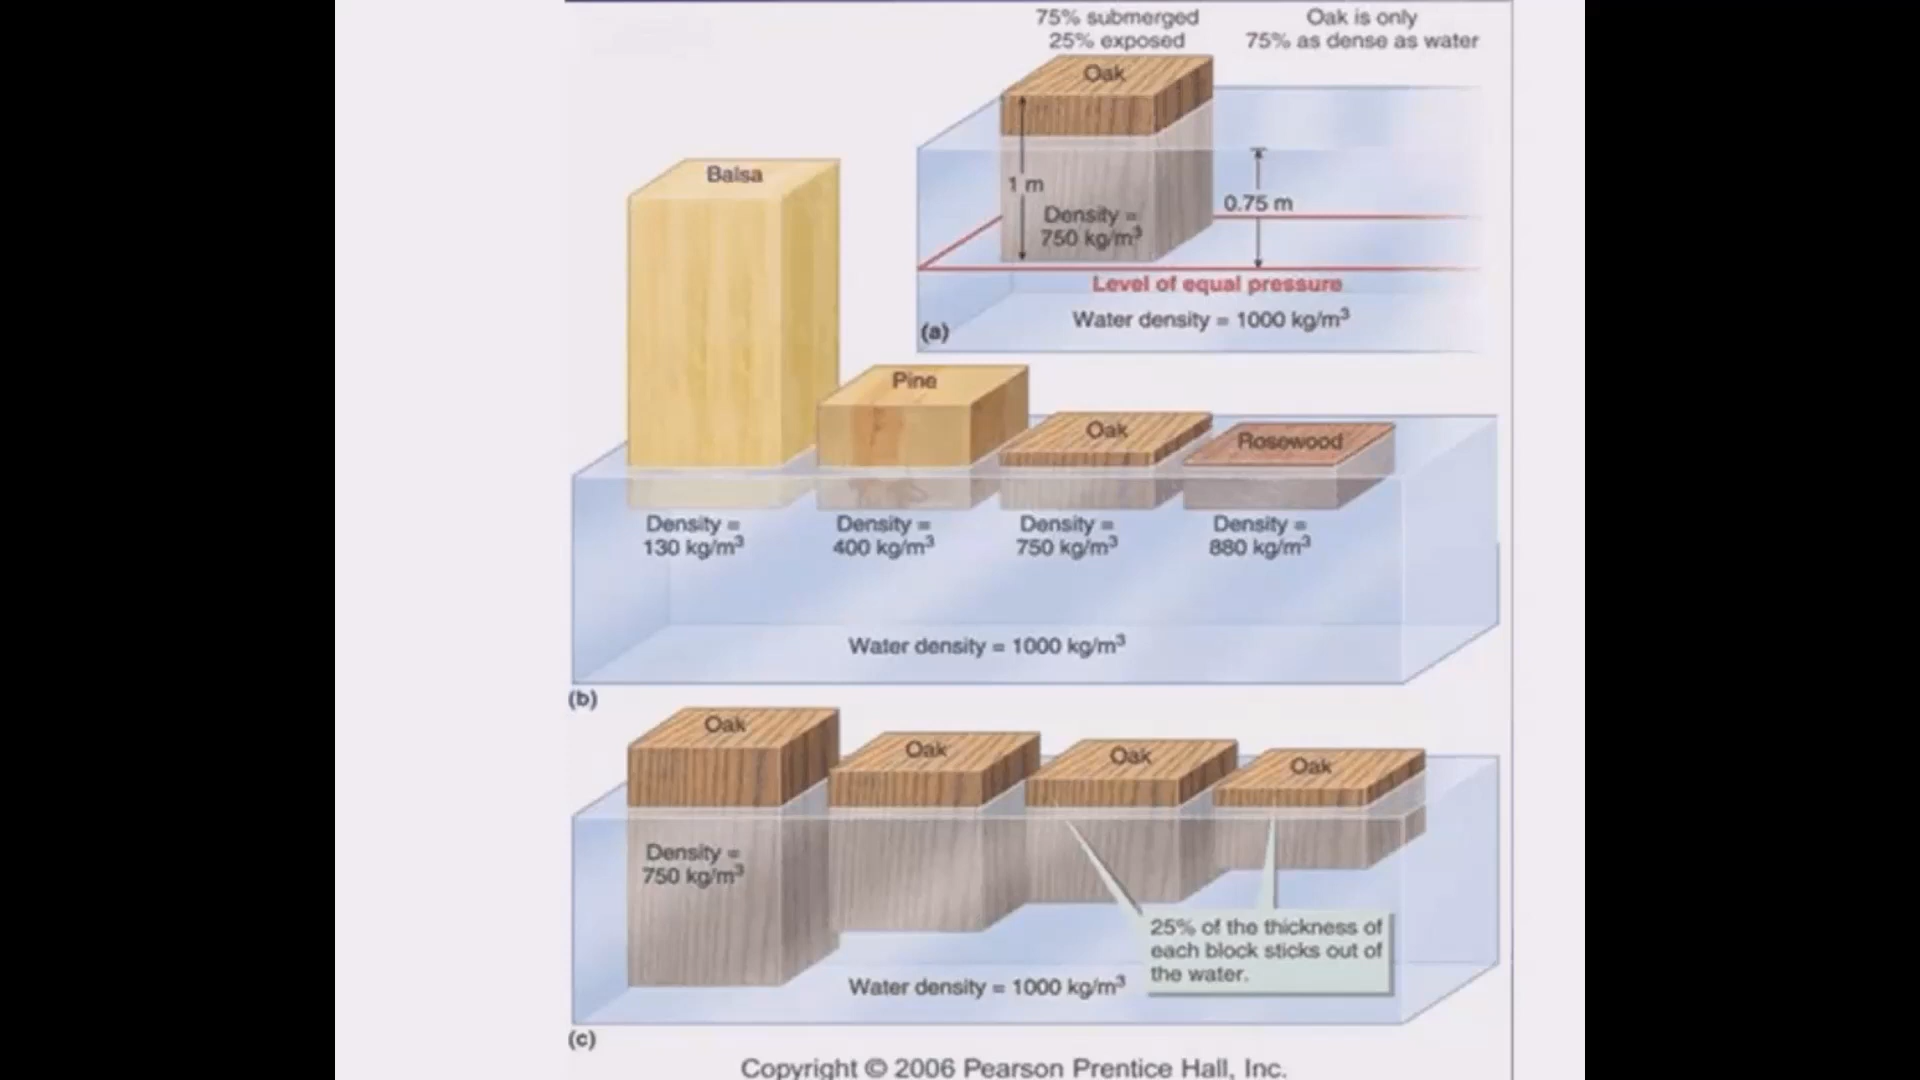 75% submerged
25% exposed
Oak is only
75% as dense as water
Oak
1 m
0.75 m
Density =
750 kg/m³
Level of equal pressure
Water density = 1000 kg/m³
(a)
Balsa
Pine
Oak
Rosewood
Density =
130 kg/m³
Density =
400 kg/m³
Density =
750 kg/m³
Density =
880 kg/m³
Water density = 1000 kg/m³
(b)
Oak
Oak
Oak
Oak
Density =
750 kg/m³
25% of the thickness of
each block sticks out of
the water.
Water density = 1000 kg/m³
(c)
Copyright © 2006 Pearson Prentice Hall, Inc.